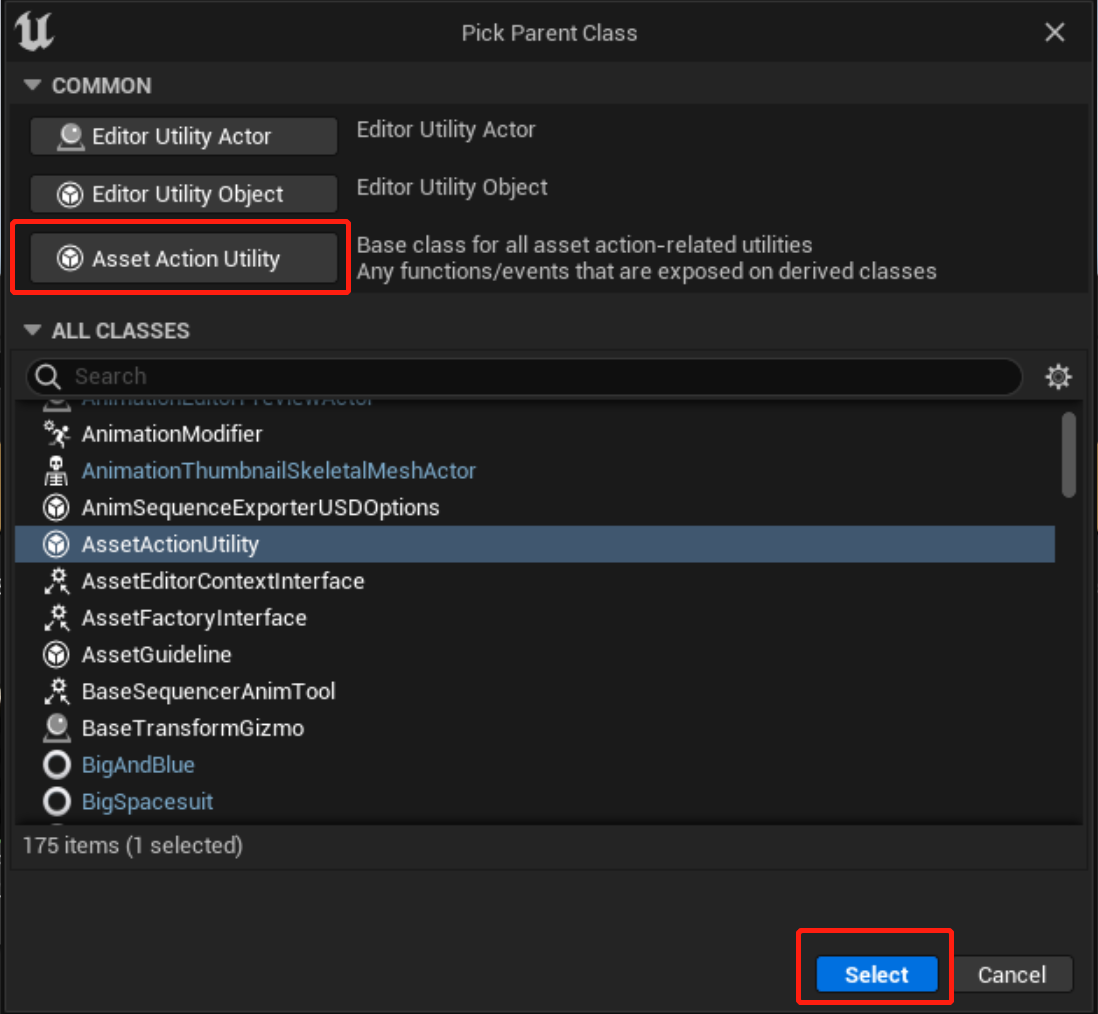 Pick Parent Class
COMMON
Editor Utility Actor
Editor Utility Actor
Editor Utility Object
Editor Utility Object
Asset Action Utility
Base class for all asset action-related utilities
Any functions/events that are exposed on derived classes
ALL CLASSES
Search
AnimationEditorPreviewActor
AnimationModifier
AnimationThumbnailSkeletalMeshActor
AnimSequenceExporterUSDOptions
AssetActionUtility
AssetEditorContextInterface
AssetFactoryInterface
AssetGuideline
BaseSequencerAnimTool
BaseTransformGizmo
BigAndBlue
BigSpacesuit
175 items (1 selected)
Select
Cancel